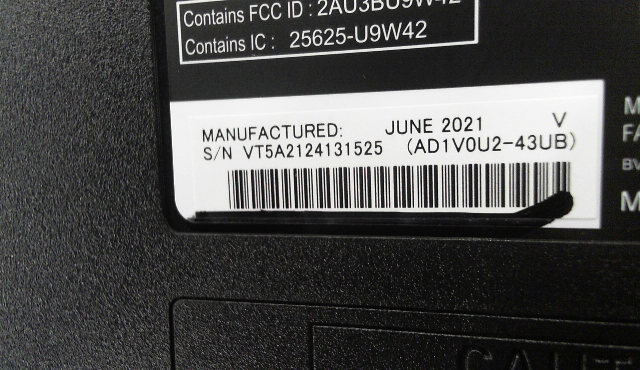 Contains FCC ID : 2AU3BU9W42
Contains IC : 25625-U9W42
MANUFACTURED: JUNE 2021 V
S/N VT5A2124131525 (AD1V0U2-43UB)